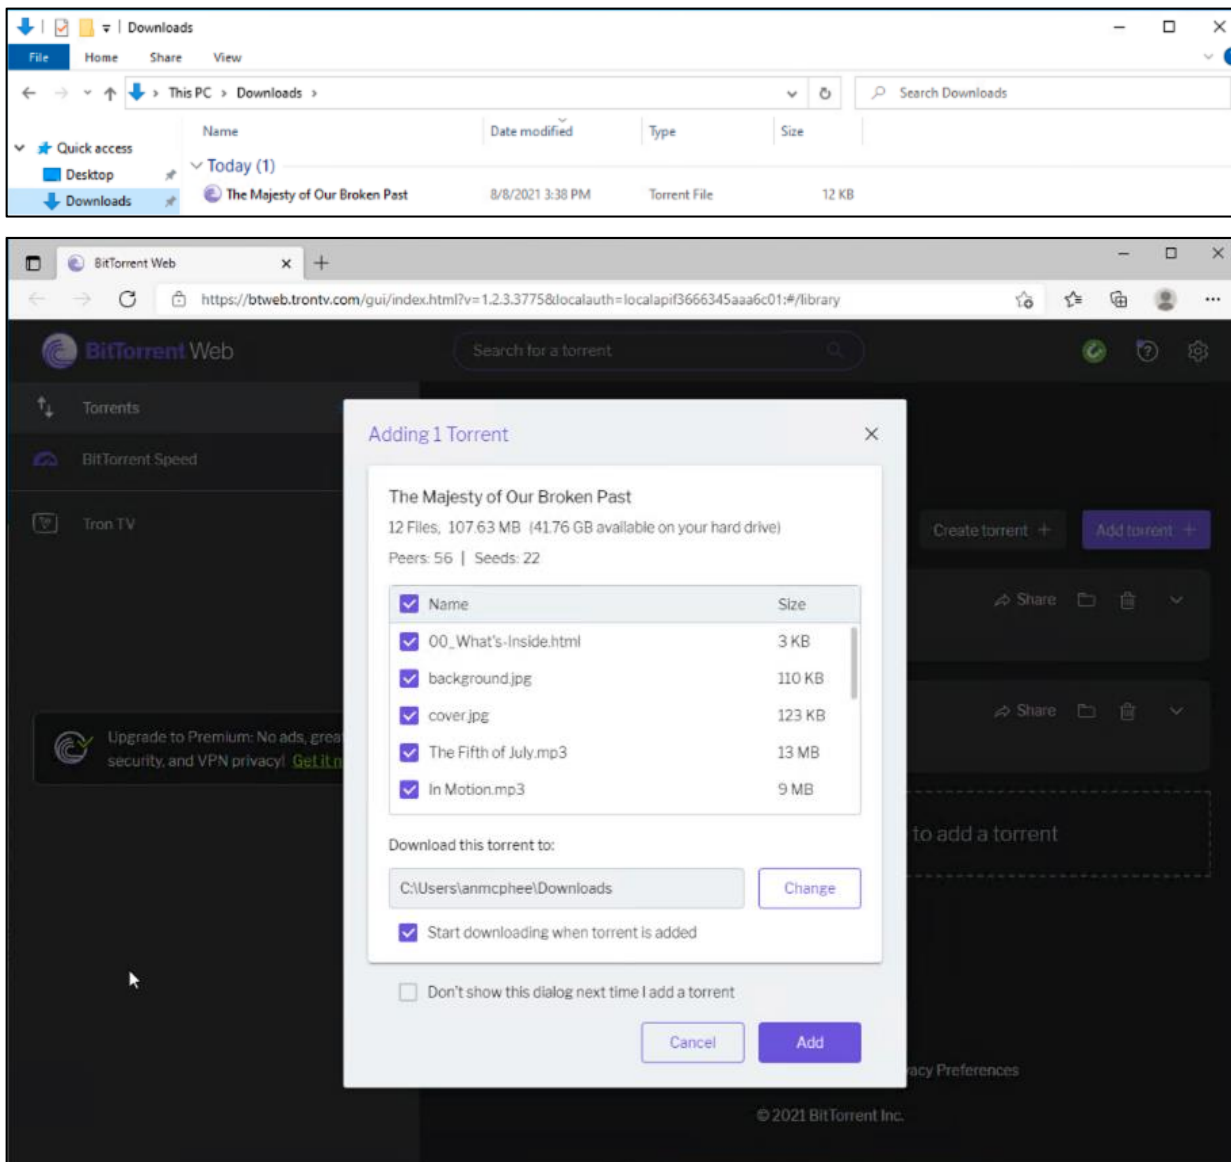 Downloads
File Home Share View
This PC > Downloads >
Search Downloads
Name Date modified Type Size
Quick access
Today (1)
Desktop
The Majesty of Our Broken Past 8/8/2021 3:38 PM Torrent File 12 KB
Downloads
BitTorrent Web
https://btweb.trontv.com/gui/index.html?v=1.2.3.3775&localauth=localapif3666345aaa6c01:#/library
BitTorrent Web
Search for a torrent
Torrents
Adding 1 Torrent
BitTorrent Speed
The Majesty of Our Broken Past
12 Files, 107.63 MB (41.76 GB available on your hard drive)
Tron TV
Create torrent +
Add torrent +
Peers: 56 | Seeds: 22
Name Size
Share
00_What's-Inside.html 3 KB
background.jpg 110 KB
cover.jpg 123 KB
Share
Upgrade to Premium: No ads, grea
The Fifth of July.mp3 13 MB
security, and VPN privacy! Get it n
In Motion.mp3 9 MB
to add a torrent
Download this torrent to:
C:\Users\anmcphee\Downloads
Change
Start downloading when torrent is added
Don't show this dialog next time I add a torrent
Cancel
Add
acy Preferences
© 2021 BitTorrent Inc.